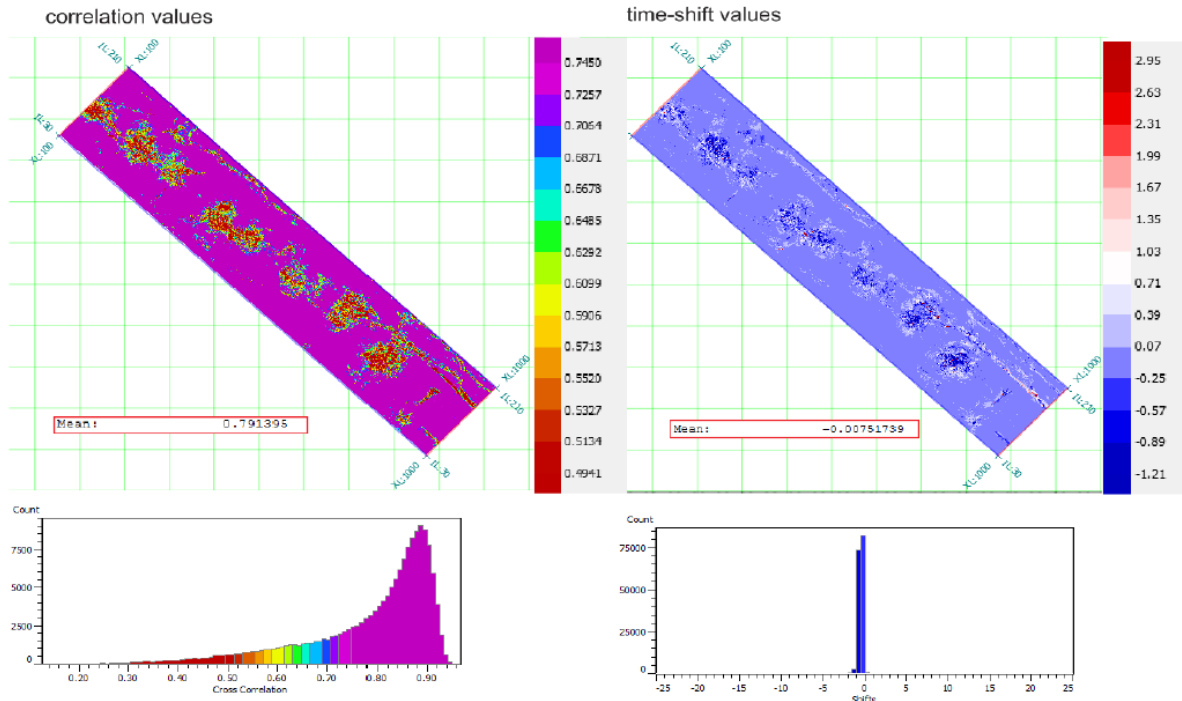 correlation values
time-shift values
IL:210
XL:100
IL:30
XL:100
XL:1000
IL:210
XL:1000
IL:30
Mean: 0.791395
0.7450
0.7257
0.7064
0.6871
0.6678
0.6485
0.6292
0.6099
0.5906
0.5713
0.5520
0.5327
0.5134
0.4941
IL:210
XL:100
XL:1000
IL:210
XL:1000
IL:30
Mean: -0.00751739
2.95
2.63
2.31
1.99
1.67
1.35
1.03
0.71
0.39
0.07
-0.25
-0.57
-0.89
-1.21
Count
7500
5000
2500
0
0.20 0.30 0.40 0.50 0.60 0.70 0.80 0.90
Cross Correlation
Count
75000
50000
25000
0
-25 -20 -15 -10 -5 0 5 10 15 20 25
Shifts